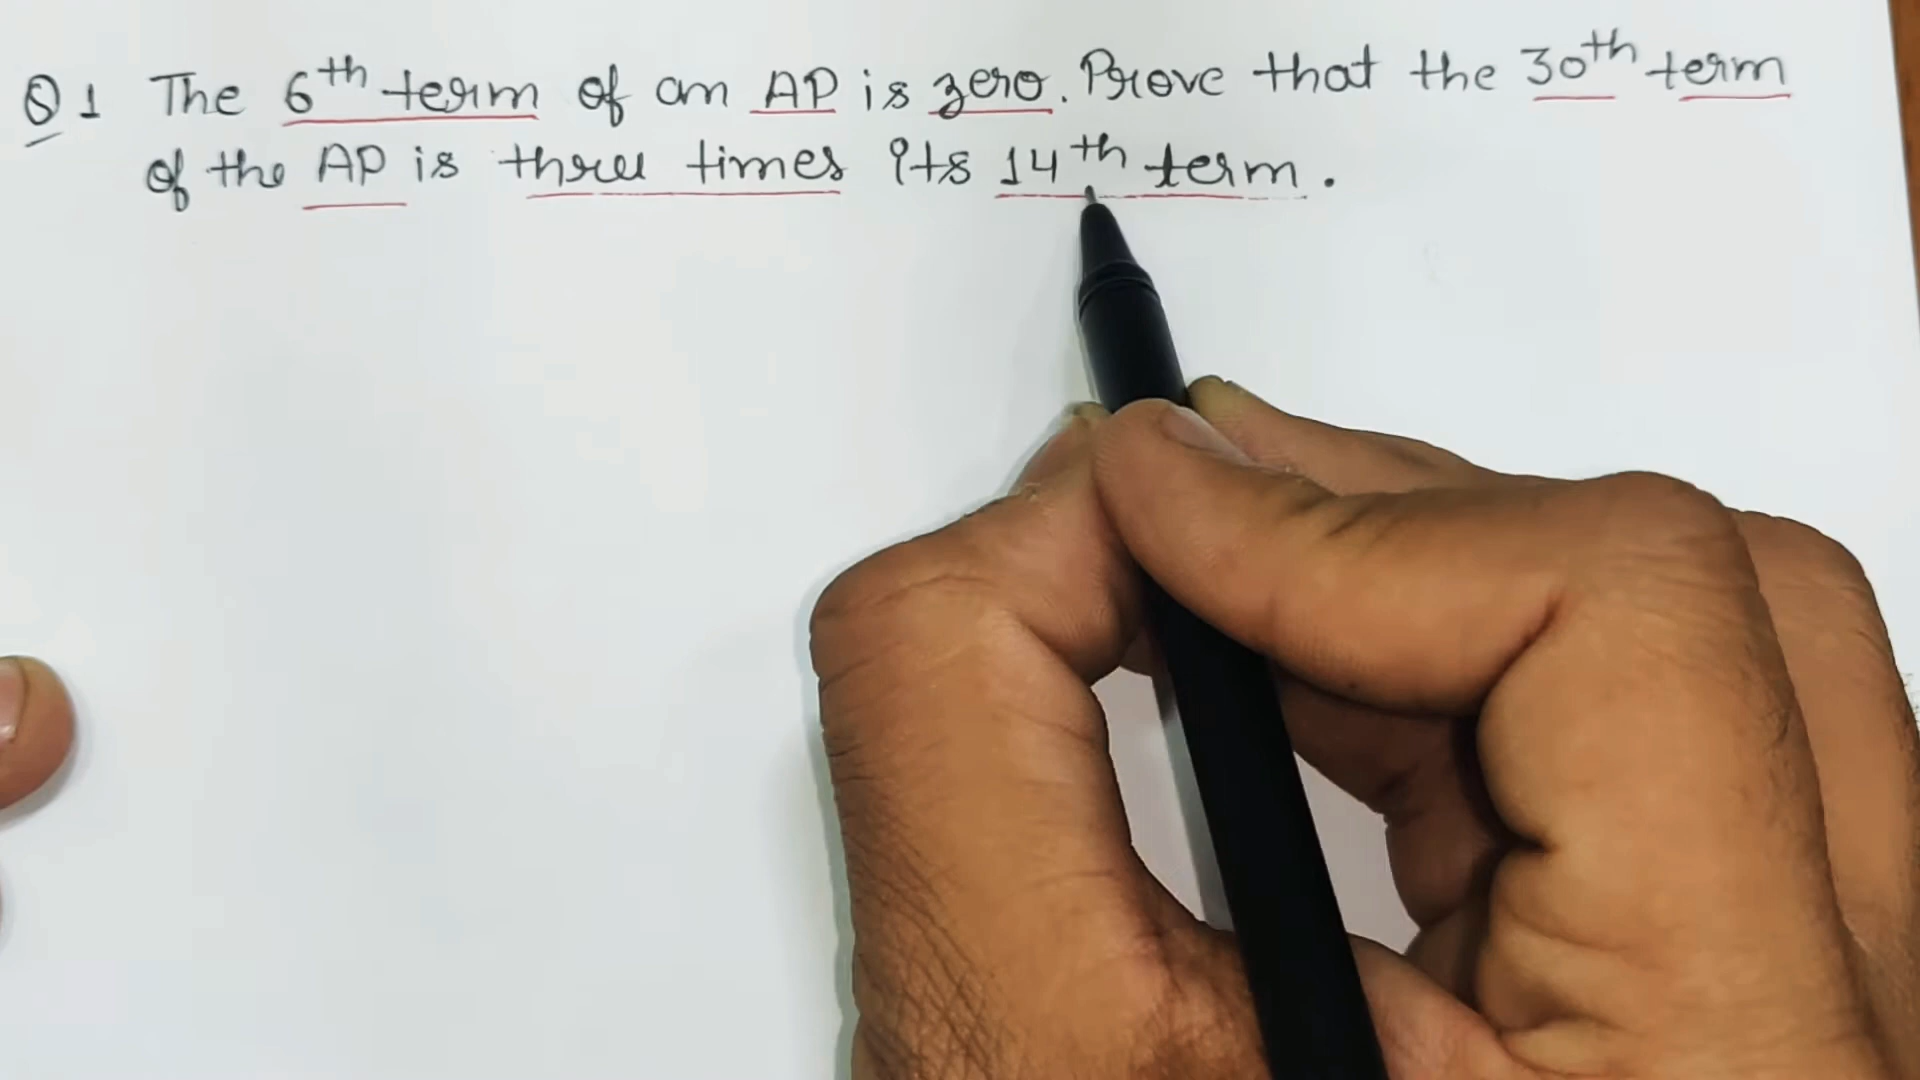 Q1 The 6th term of an AP is zero. Prove that the 30th term
of the AP is three times its 14th term.